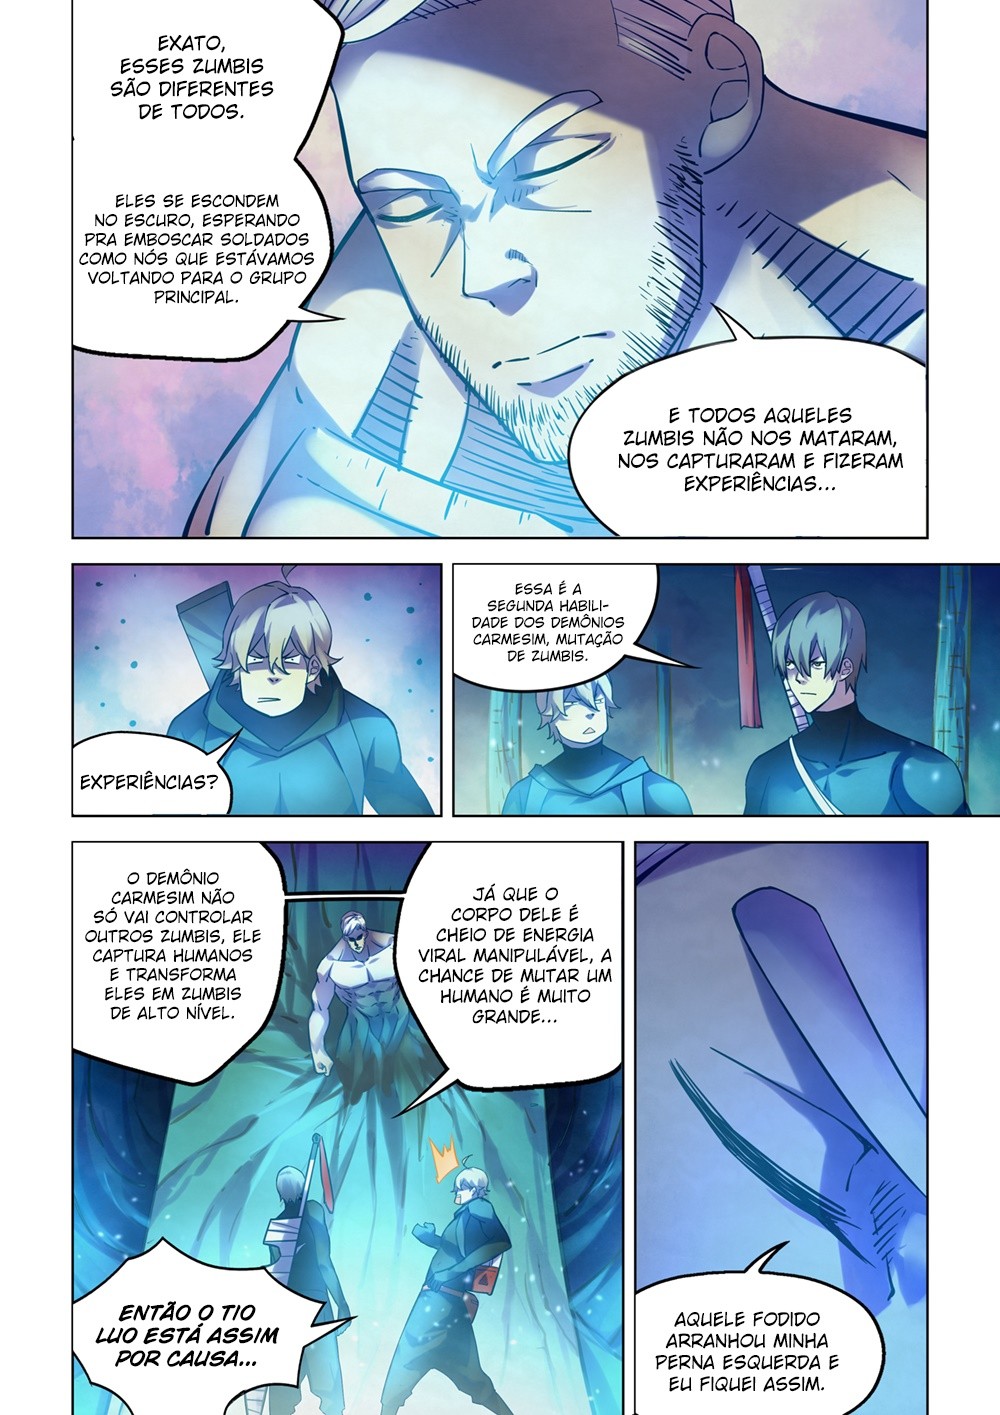 EXATO,
ESSES ZUMBIS
SÃO DIFERENTES
DE TODOS.
ELES SE ESCONDEM
NO ESCURO, ESPERANDO
PRA EMBOSCAR SOLDADOS
COMO NÓS QUE ESTÁVAMOS
VOLTANDO PARA O GRUPO
PRINCIPAL.
E TODOS AQUELES
ZUMBIS NÃO NOS MATARAM,
NOS CAPTURARAM E FIZERAM
EXPERIÊNCIAS...
EXPERIÊNCIAS?
ESSA É A
SEGUNDA HABILI-
DADE DOS DEMÔNIOS
CARMESIM, MUTAÇÃO
DE ZUMBIS.
O DEMÔNIO
CARMESIM NÃO
SÓ VAI CONTROLAR
OUTROS ZUMBIS, ELE
CAPTURA HUMANOS
E TRANSFORMA
ELES EM ZUMBIS
DE ALTO NÍVEL.
JÁ QUE O
CORPO DELE É
CHEIO DE ENERGIA
VIRAL MANIPULÁVEL, A
CHANCE DE MUTAR UM
HUMANO É MUITO
GRANDE...
ENTÃO O TIO
LUO ESTÁ ASSIM
POR CAUSA...
AQUELE FODIDO
ARRANHOU MINHA
PERNA ESQUERDA E
EU FIQUEI ASSIM.